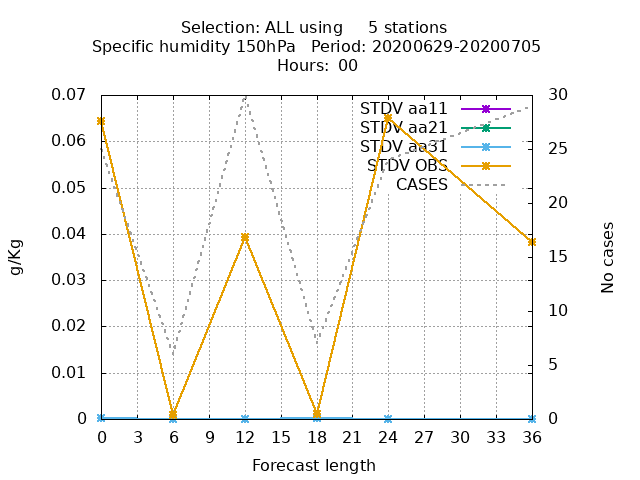 Selection: ALL using     5 stations
Specific humidity 150hPa   Period: 20200629-20200705
Hours: 00
0.07
0.06
0.05
0.04
0.03
0.02
0.01
0
g/Kg
STDV aa11
STDV aa21
STDV aa31
STDV OBS
CASES
30
25
20
15
10
5
0
No cases
0 3 6 9 12 15 18 21 24 27 30 33 36
Forecast length